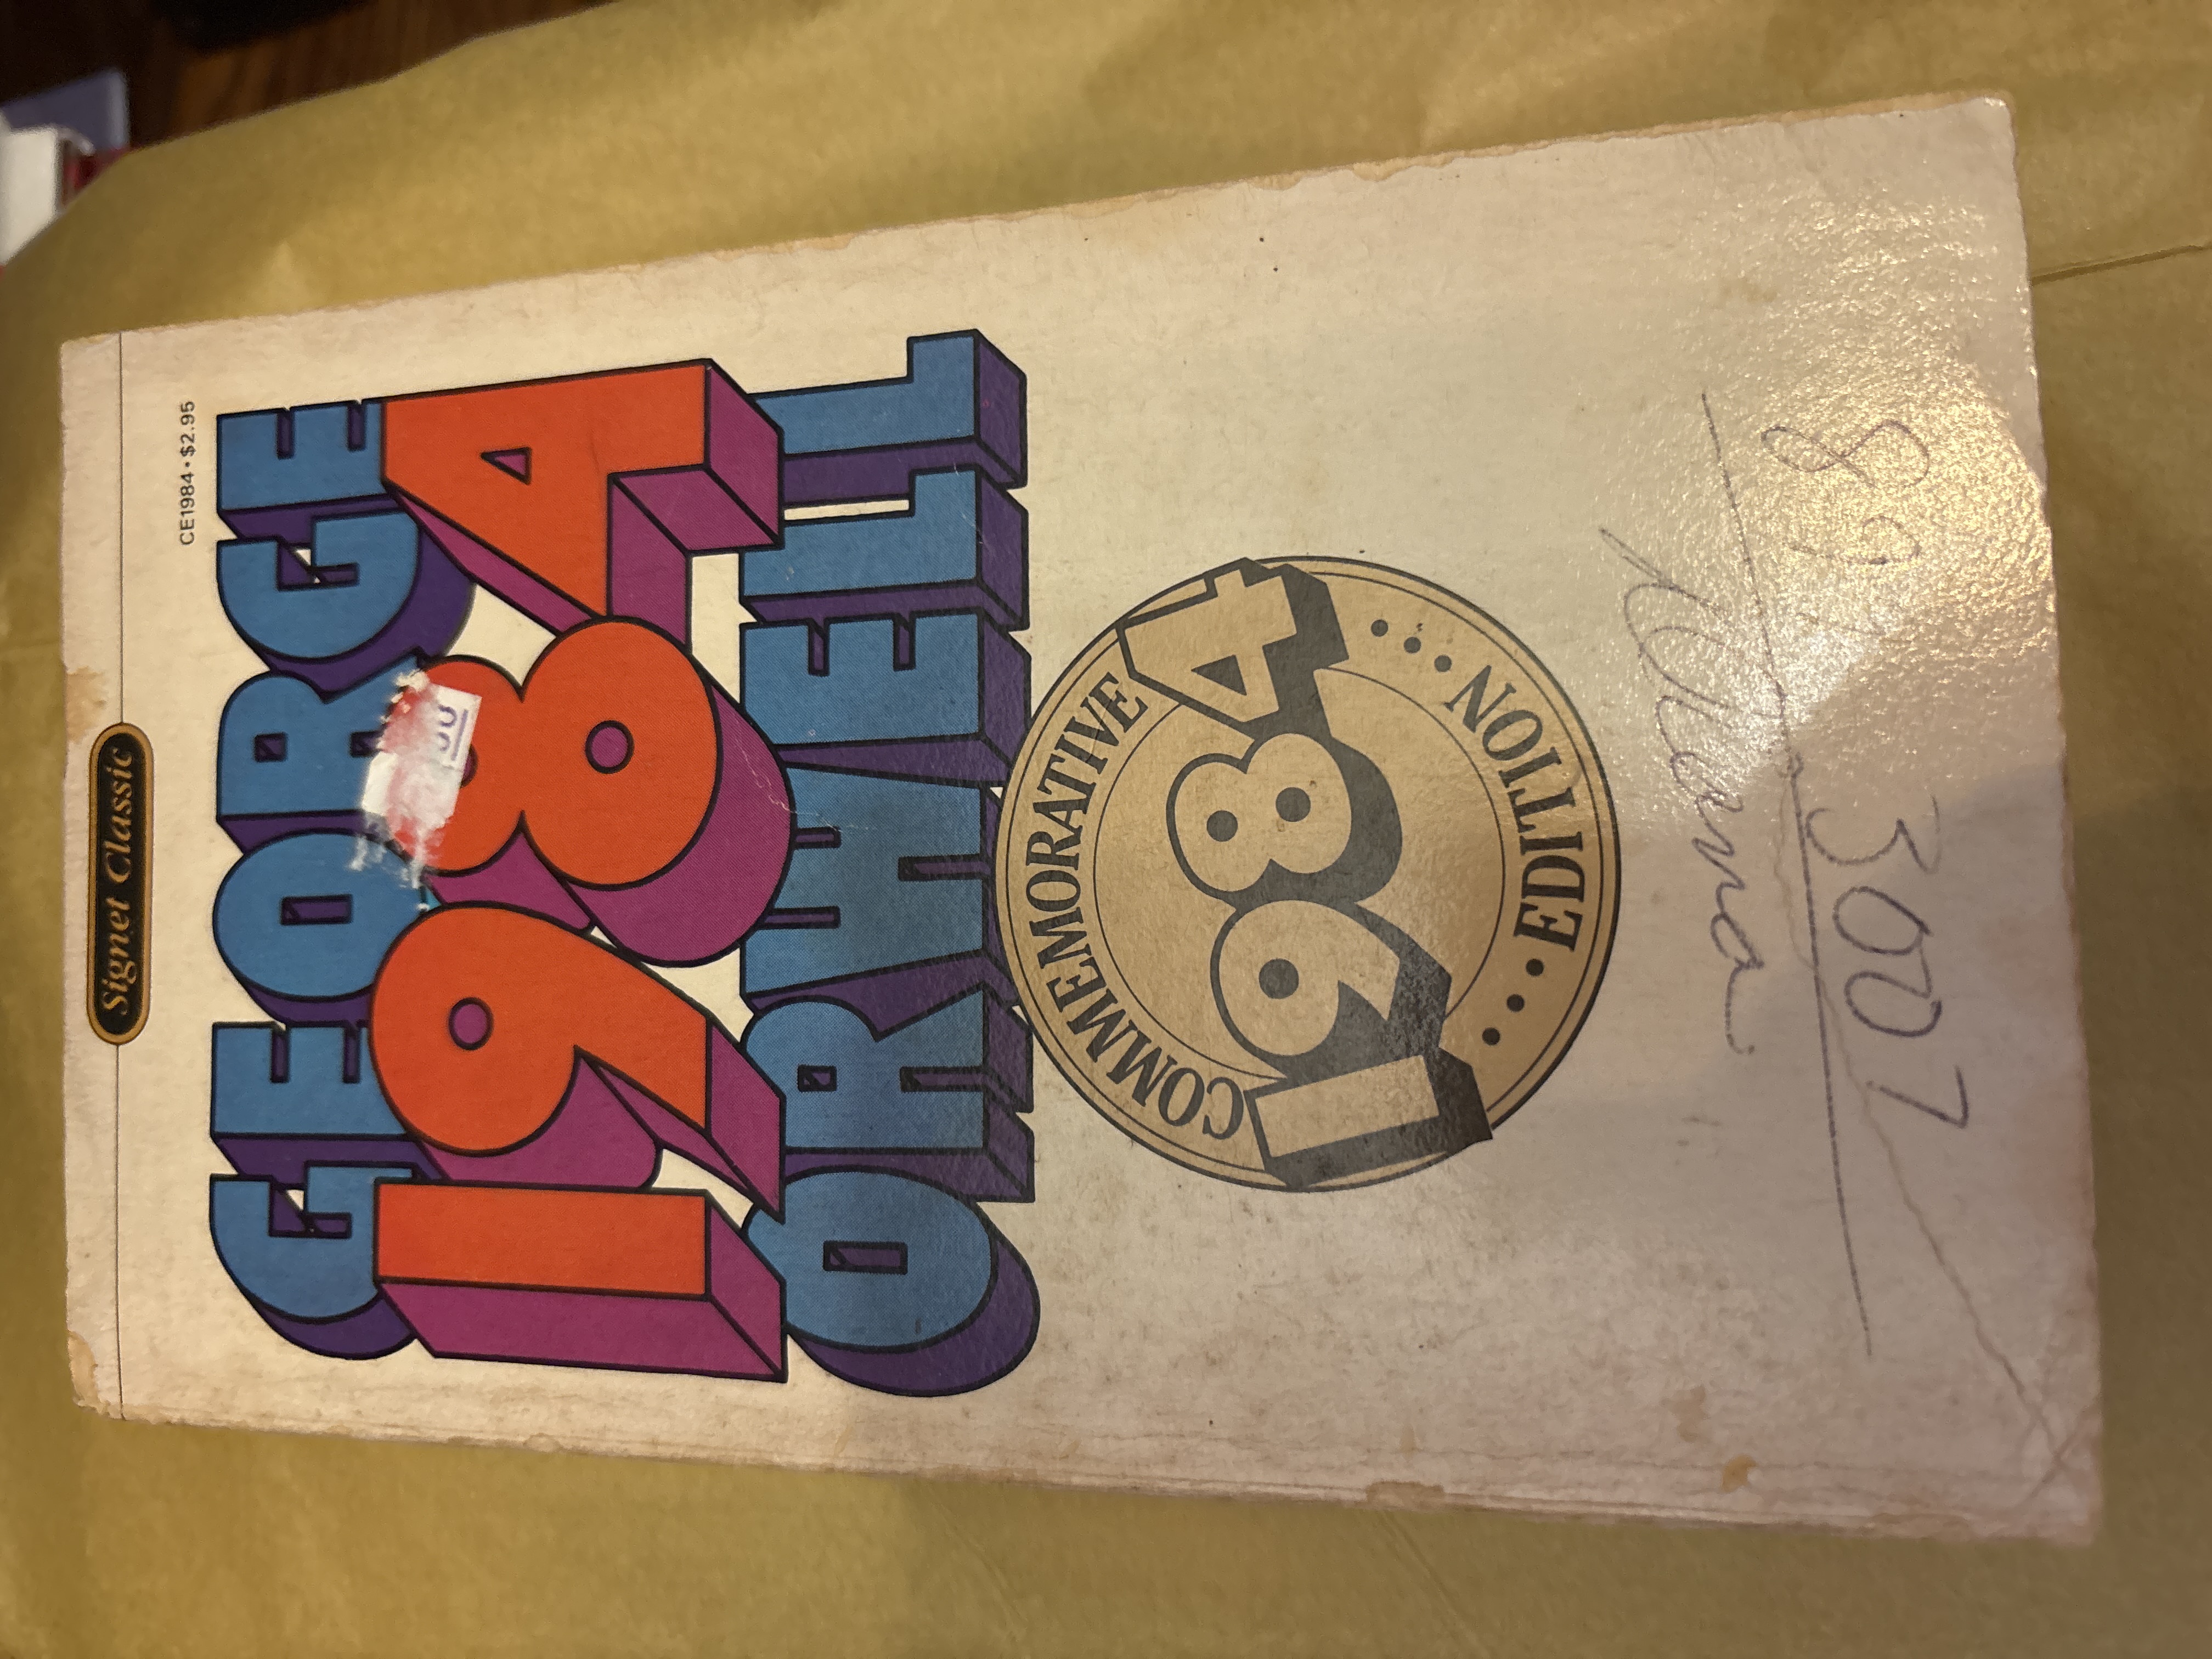 Signet Classic
CE1984 • $2.95
GEORGE
1984
ORWELL
COMMEMORATIVE
1984
••• EDITION •••
3007